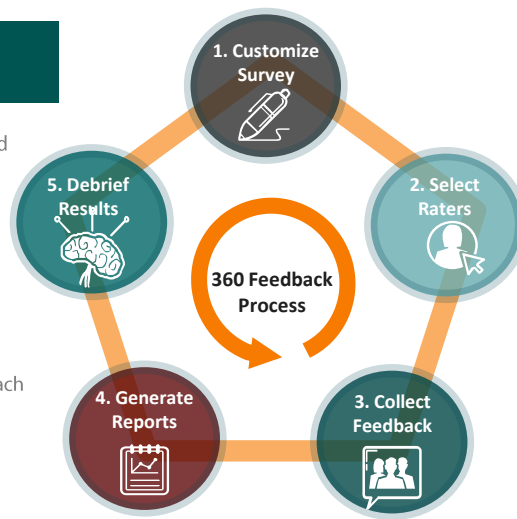 1. Customize
Survey
2. Select
Raters
3. Collect
Feedback
4. Generate
Reports
5. Debrief
Results
360 Feedback
Process